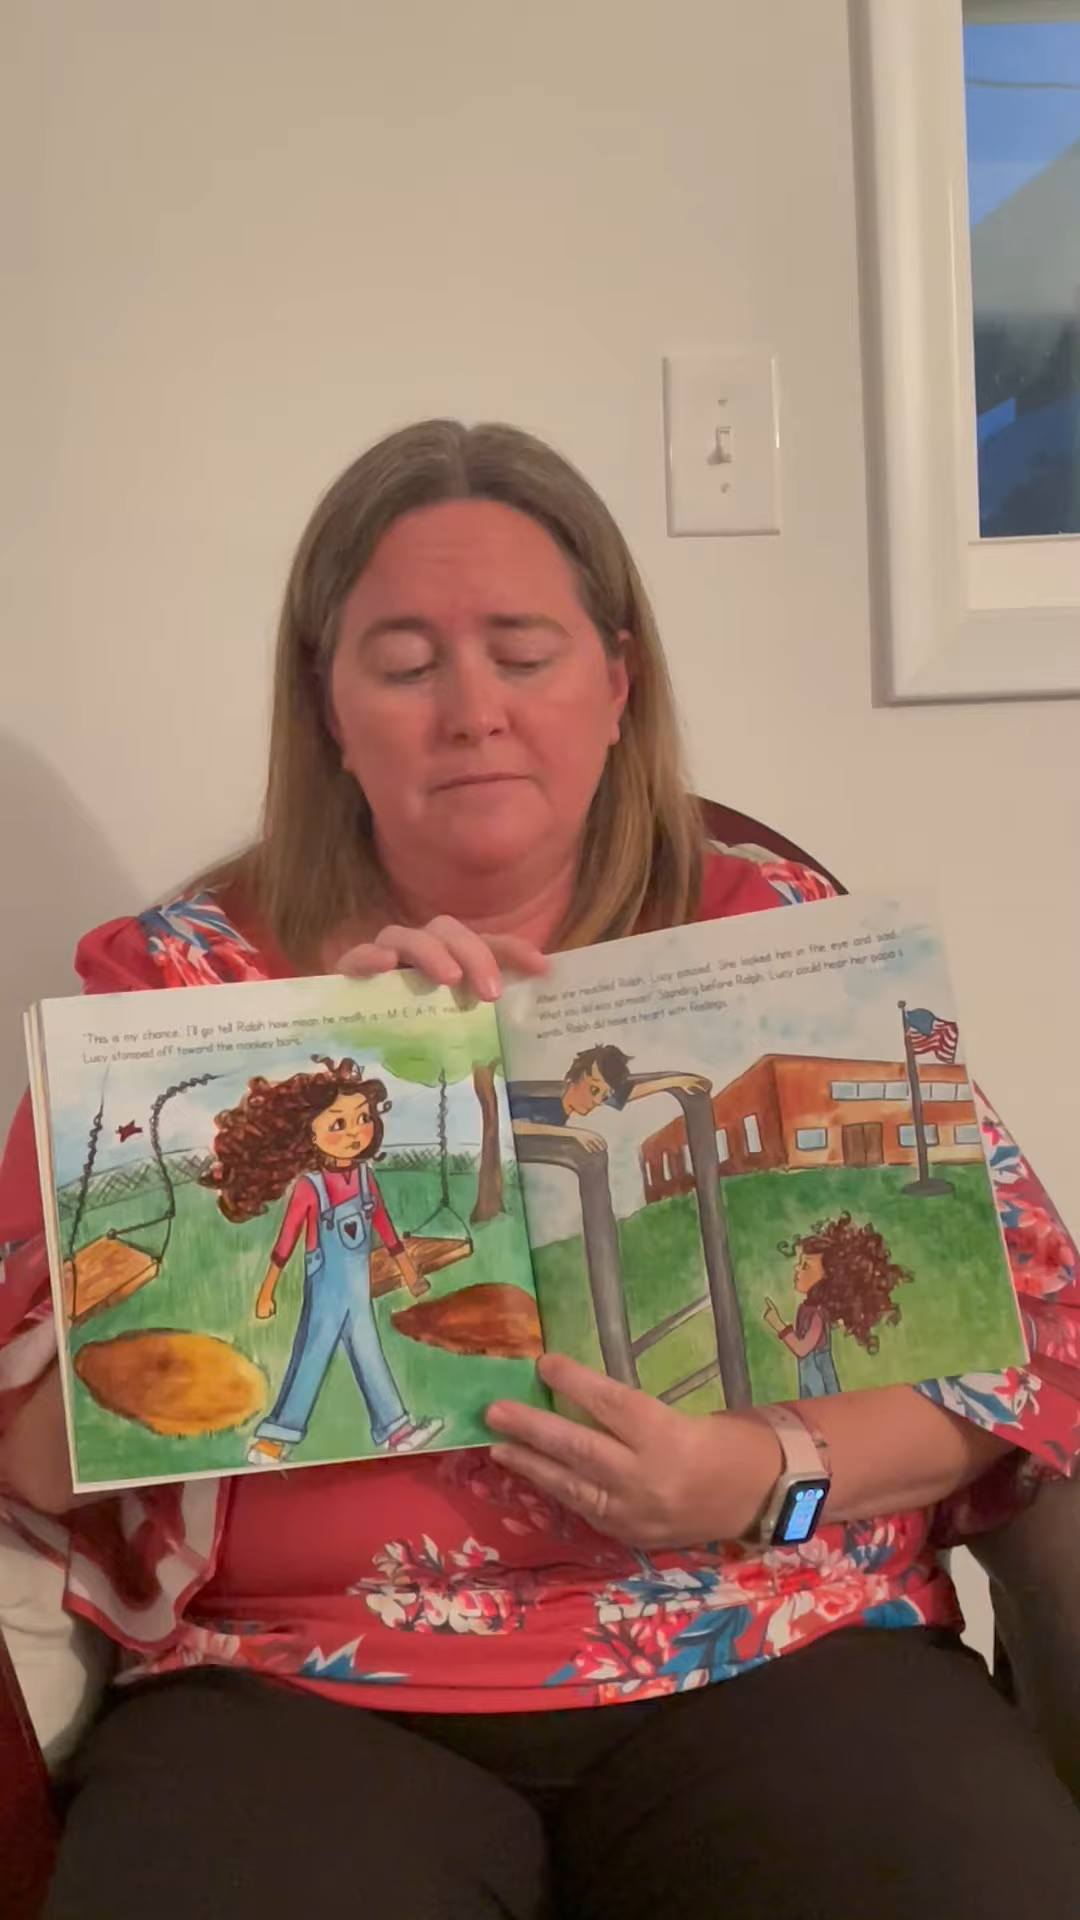 "This is my chance. I'll go tell Ralph how mean he really is-M E A-N, mean
Lucy stomped off toward the monkey bars.
When she reached Ralph, Lucy paused. She looked him in the eye and said,
"What you did was so mean!" Standing before Ralph, Lucy could hear her papa's
words. Ralph did have a heart with feelings.